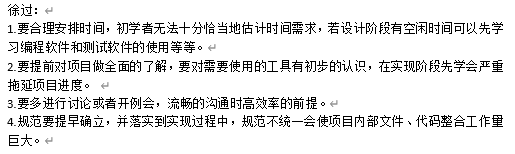 徐过：
1.要合理安排时间，初学者无法十分恰当地估计时间需求，若设计阶段有空闲时间可以先学
习编程软件和测试软件的使用等等。
2.要提前对项目做全面的了解，要对需要使用的工具有初步的认识，在实现阶段先学会严重
拖延项目进度。
3.要多进行讨论或者开例会，流畅的沟通时高效率的前提。
4.规范要提早确立，并落实到实现过程中，规范不统一会使项目内部文件、代码整合工作量
巨大。